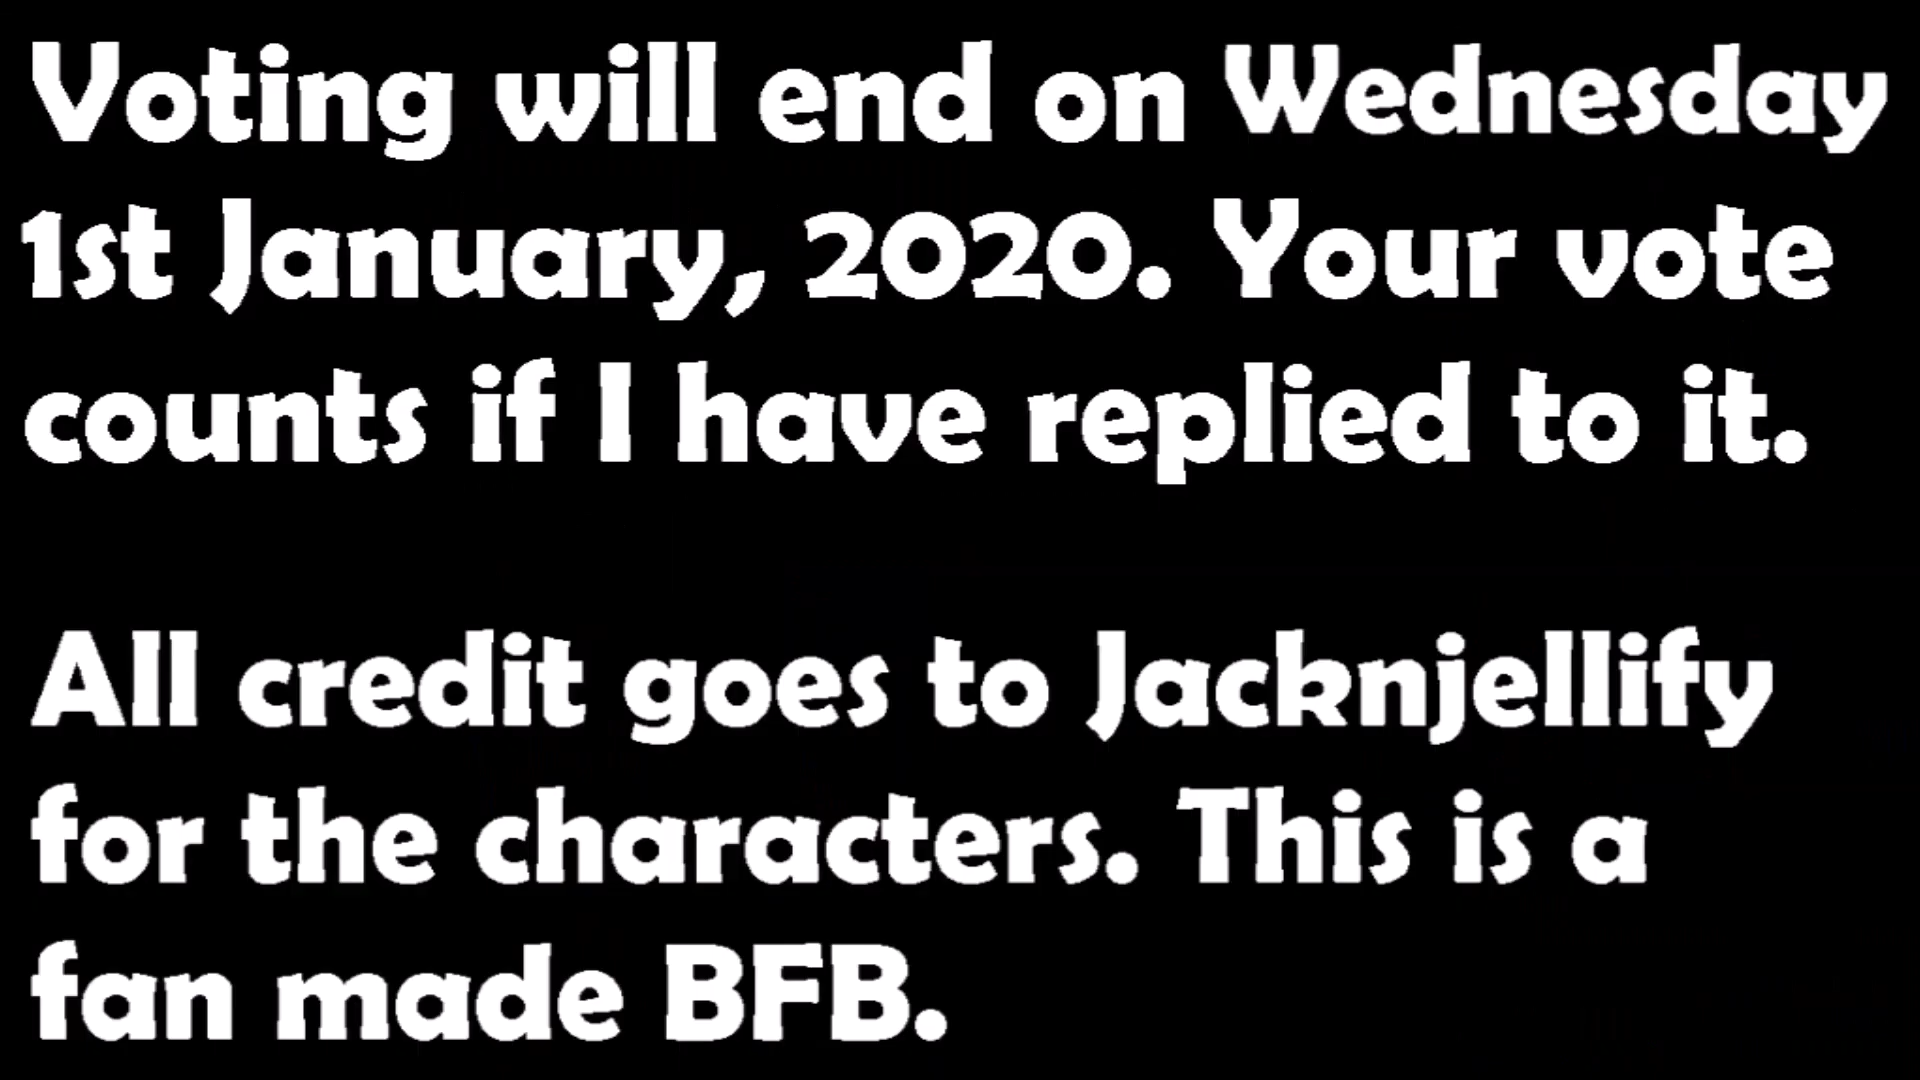 Voting will end on Wednesday
1st January, 2020. Your vote
counts if I have replied to it.
All credit goes to Jacknjellify
for the characters. This is a
fan made BFB.